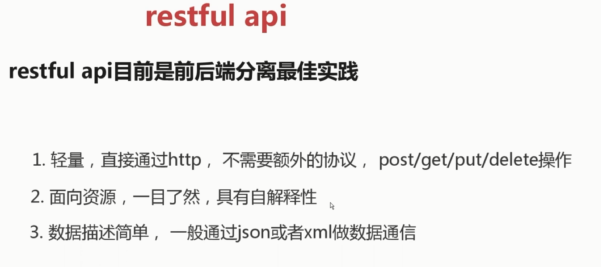 restful api
restful api目前是前后端分离最佳实践
1. 轻量，直接通过http， 不需要额外的协议， post/get/put/delete操作
2. 面向资源，一目了然，具有自解释性
3. 数据描述简单， 一般通过json或者xml做数据通信